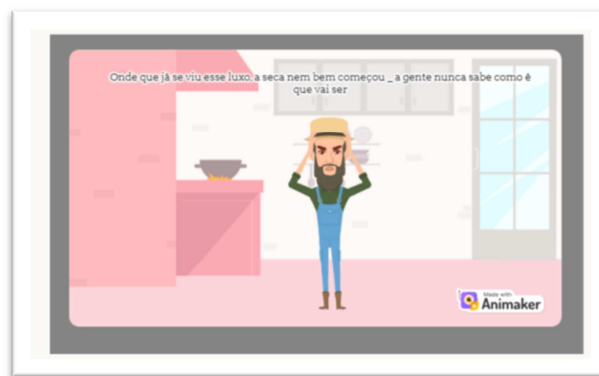 Onde que já se viu esse luxo, a seca nem bem começou _ a gente nunca sabe como é
que vai ser
Made with
Animaker